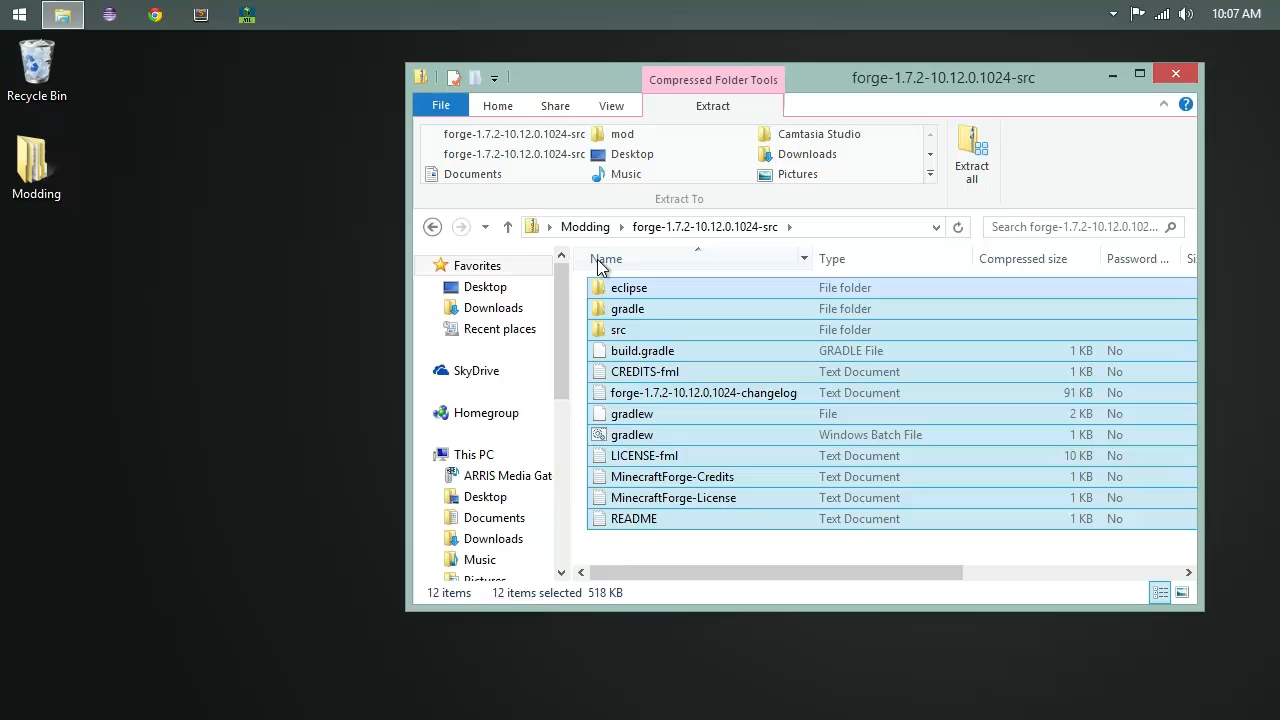 10:07 AM
Recycle Bin
Modding
Compressed Folder Tools
forge-1.7.2-10.12.0.1024-src
File
Home
Share
View
Extract
forge-1.7.2-10.12.0.1024-src
mod
Camtasia Studio
forge-1.7.2-10.12.0.1024-src
Desktop
Downloads
Documents
Music
Pictures
Extract
all
Extract To
Modding
forge-1.7.2-10.12.0.1024-src
Search forge-1.7.2-10.12.0.102...
Name
Type
Compressed size
Password ...
Si
Favorites
Desktop
Downloads
Recent places
SkyDrive
Homegroup
This PC
ARRIS Media Gat
Desktop
Documents
Downloads
Music
Pictures
eclipse File folder
gradle File folder
src File folder
build.gradle GRADLE File 1 KB No
CREDITS-fml Text Document 1 KB No
forge-1.7.2-10.12.0.1024-changelog Text Document 91 KB No
gradlew File 2 KB No
gradlew Windows Batch File 1 KB No
LICENSE-fml Text Document 10 KB No
MinecraftForge-Credits Text Document 1 KB No
MinecraftForge-License Text Document 1 KB No
README Text Document 1 KB No
12 items 12 items selected 518 KB